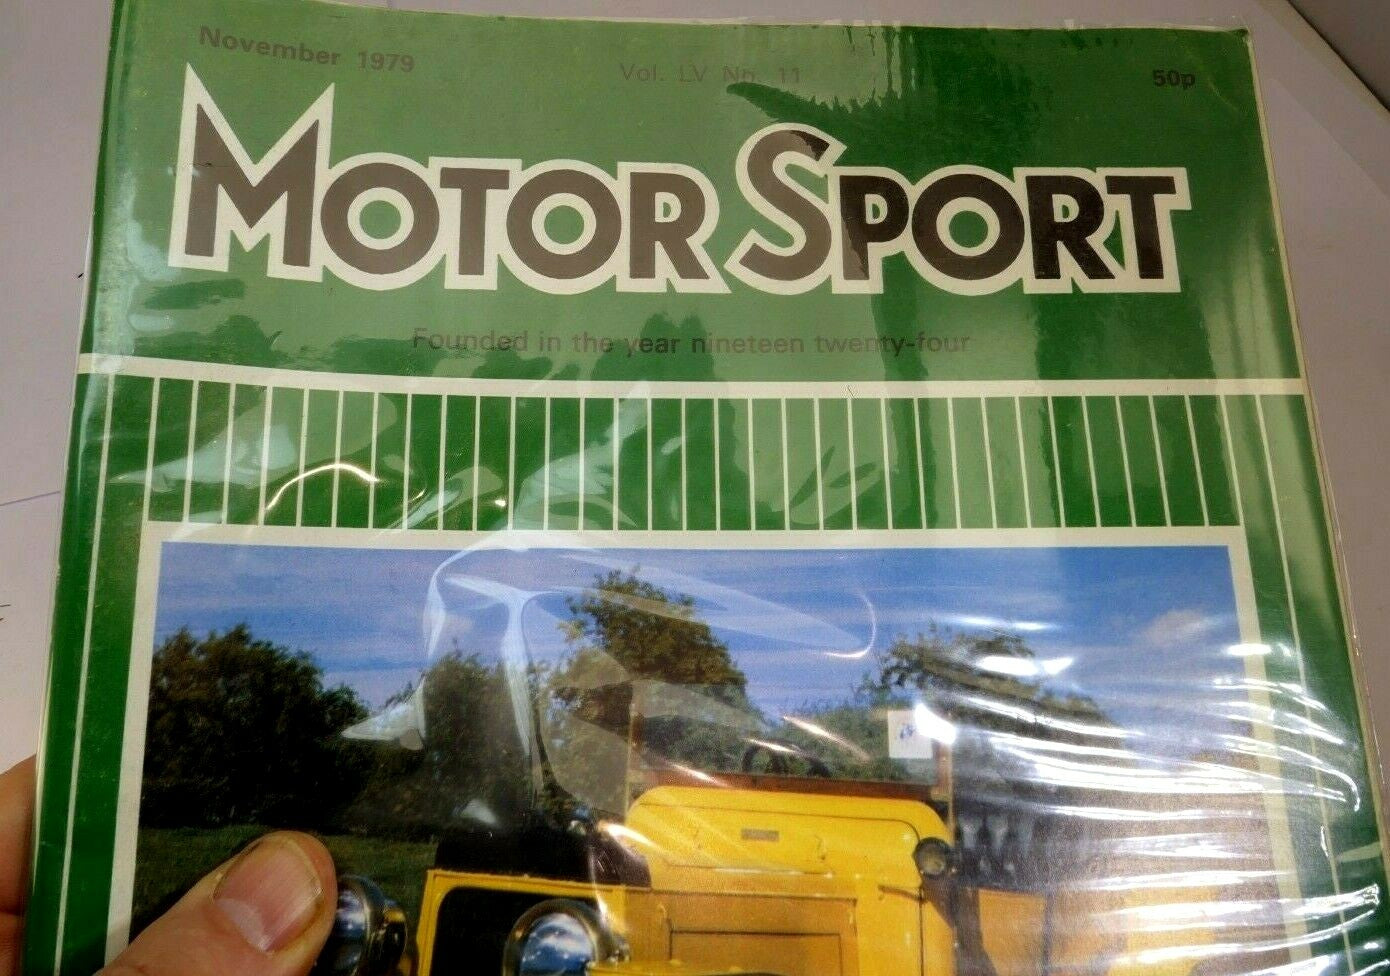 November 1979 Vol. LV No. 11 50p
MOTOR SPORT
Founded in the year nineteen twenty-four